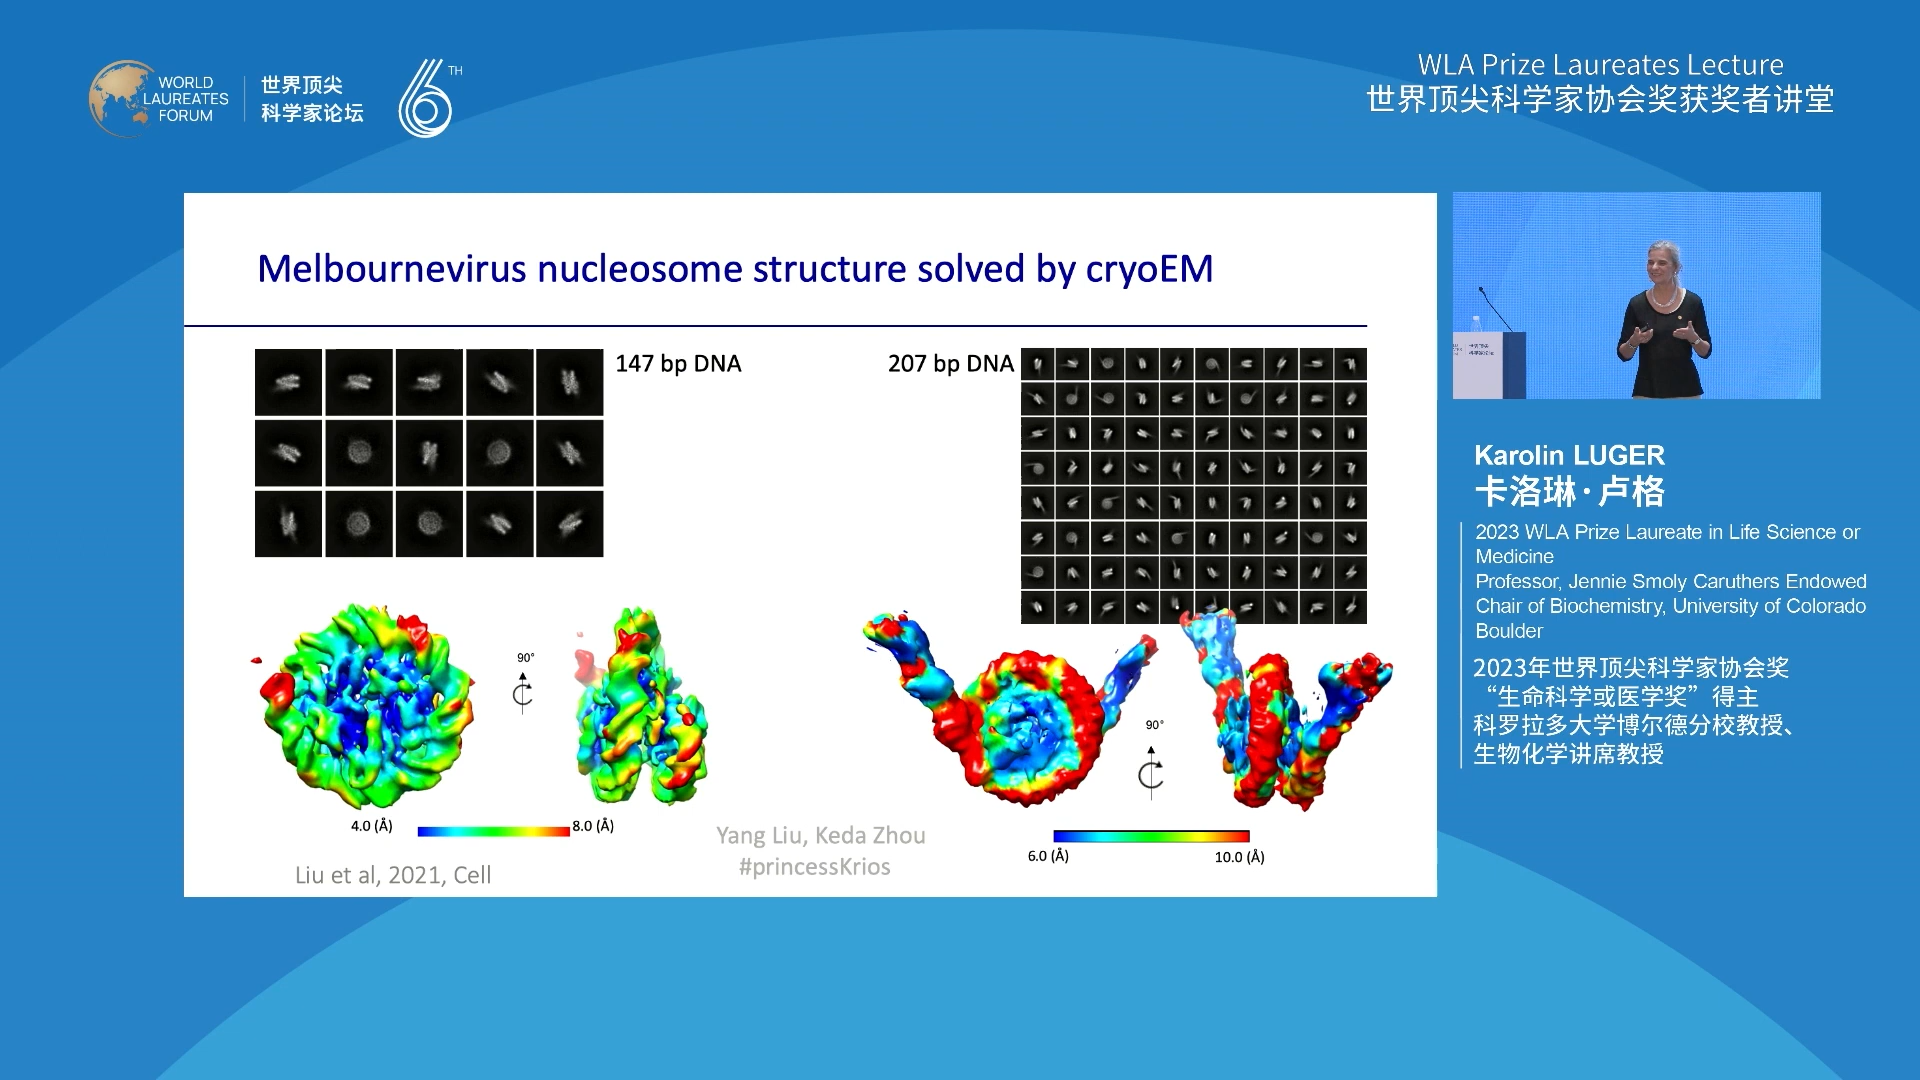 WORLD
LAUREATES
FORUM
世界顶尖
科学家论坛
6
TH
WLA Prize Laureates Lecture
世界顶尖科学家协会奖获奖者讲堂
Melbournevirus nucleosome structure solved by cryoEM
147 bp DNA
207 bp DNA
90°
90°
4.0 (Å)
8.0 (Å)
6.0 (Å)
10.0 (Å)
Yang Liu, Keda Zhou
#princessKrios
Liu et al, 2021, Cell
Karolin LUGER
卡洛琳·卢格
2023 WLA Prize Laureate in Life Science or
Medicine
Professor, Jennie Smoly Caruthers Endowed
Chair of Biochemistry, University of Colorado
Boulder
2023年世界顶尖科学家协会奖
“生命科学或医学奖”得主
科罗拉多大学博尔德分校教授、
生物化学讲席教授